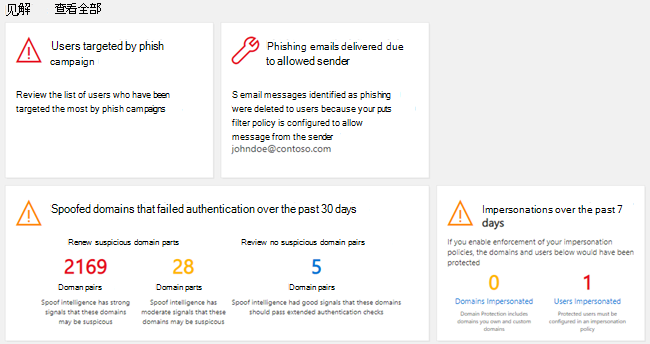 见解 查看全部
Users targeted by phish
campaign
Review the list of users who have been
targeted the most by phish campaigns
Phishing emails delivered due
to allowed sender
S email messages identified as phishing
were deleted to users because your puts
filter policy is configured to allow
message from the sender
johndoe@contoso.com
Spoofed domains that failed authentication over the past 30 days
Renew suspicious domain parts
Review no suspicious domain pairs
2169
28
5
Doman paires
Domain parts
Domain pairs
Spoof intelligence has strong
signals that these domains
may be suspicious
Spoof intelligence has
moderate signals that these
domains may be suspicious
Spoof intelligence had good signals that these domains
should pass extended authentication checks
Impersonations over the past 7
days
If you enable enforcement of your impersonation
policies, the domains and users below would have been
protected
0
1
Domains Impersonated
Users Impersonated
Domain Protection includes
domains you own and custom
domains
Protected users must be
configured in an impersonation
policy